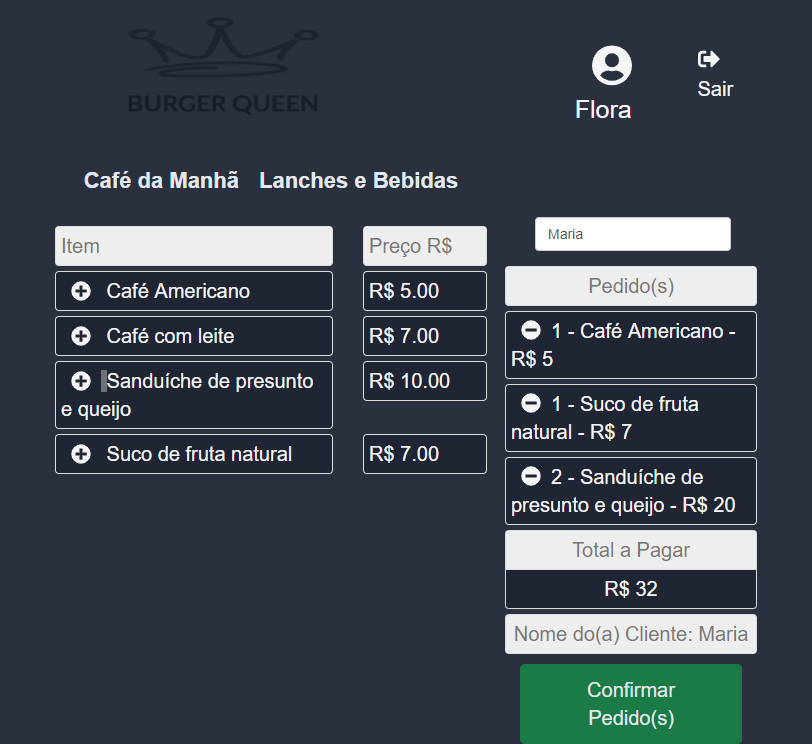 BURGER QUEEN
Flora
Sair
Café da Manhã Lanches e Bebidas
Item
Preço R$
Café Americano
R$ 5.00
Café com leite
R$ 7.00
Sanduíche de presunto
e queijo
R$ 10.00
Suco de fruta natural
R$ 7.00
Maria
Pedido(s)
1 - Café Americano -
R$ 5
1 - Suco de fruta
natural - R$ 7
2 - Sanduíche de
presunto e queijo - R$ 20
Total a Pagar
R$ 32
Nome do(a) Cliente: Maria
Confirmar
Pedido(s)